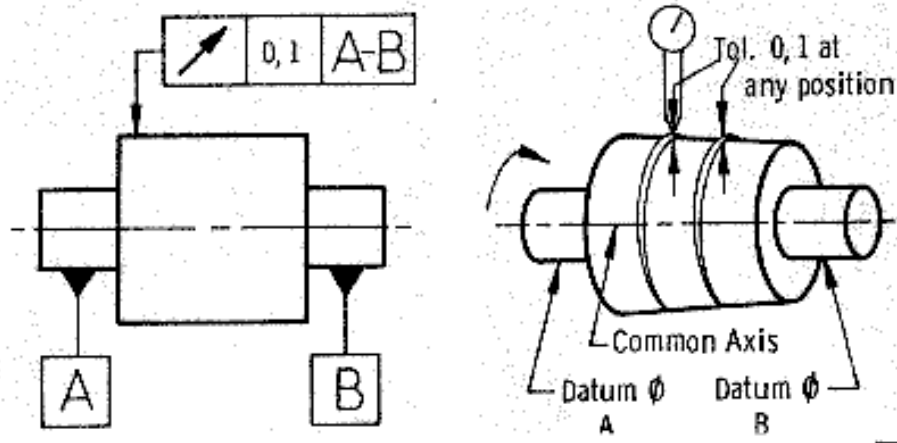 0,1 A-B
A
B
Tol. 0,1 at
any position
Common Axis
Datum Ø
A
Datum Ø
B